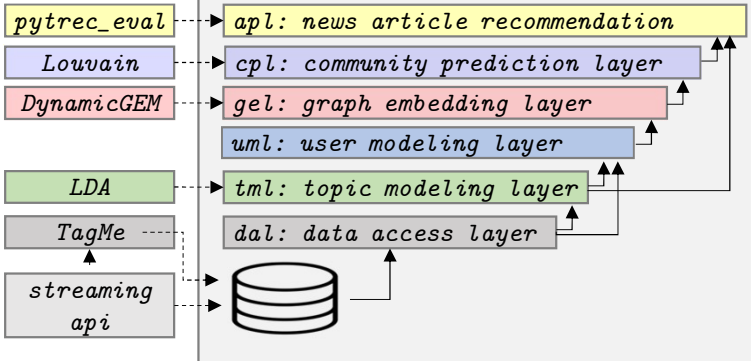 pytrec_eval
apl: news article recommendation
Louvain
cpl: community prediction layer
DynamicGEM
gel: graph embedding layer
uml: user modeling layer
LDA
tml: topic modeling layer
TagMe
dal: data access layer
streaming
api